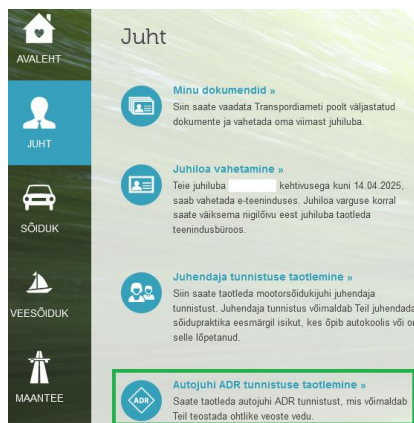 Juht
AVALEHT
Minu dokumendid »
Siin saate vaadata Transpordiameti poolt väljastatud
dokumente ja vahetada oma viimast juhiluba.
JUHT
Juhiloa vahetamine »
Teie juhiluba kehtivusega kuni 14.04.2025,
saab vahetada e-teeninduses. Juhiloa varguse korral
saate väiksema riigilõivu eest juhiluba taotleda
teenindusbüroos.
SÕIDUK
Juhendaja tunnistuse taotlemine »
Siin saate taotleda mootorsõidukijuhi juhendaja
tunnistust. Juhendaja tunnistus võimaldab Teil juhendada
sõidupraktika eesmärgil isikut, kes õpib autokoolis või on
selle lõpetanud.
VEESÕIDUK
Autojuhi ADR tunnistuse taotlemine »
ADR
Saate taotleda autojuhi ADR tunnistust, mis võimaldab
Teil teostada ohtlike veoste vedu.
MAANTEE